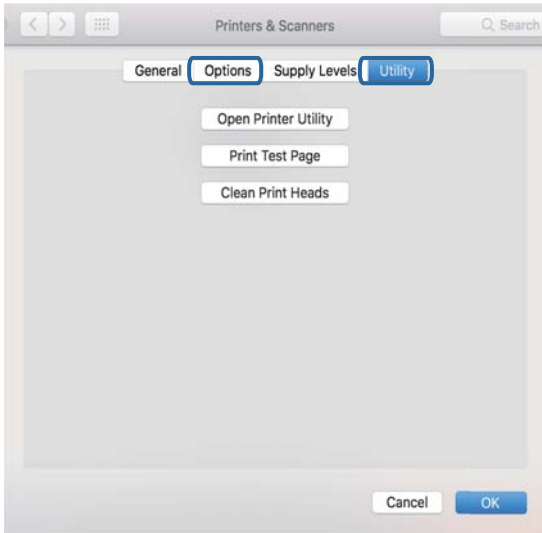 Printers & Scanners
Search
General Options Supply Levels Utility
Open Printer Utility
Print Test Page
Clean Print Heads
Cancel OK